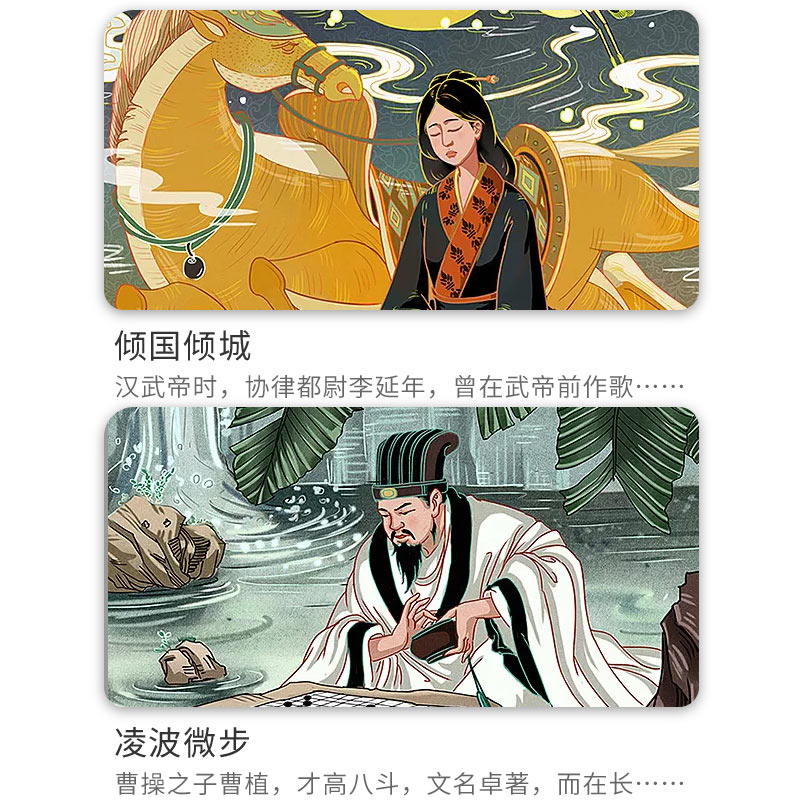 倾国倾城
汉武帝时，协律都尉李延年，曾在武帝前作歌……
凌波微步
曹操之子曹植，才高八斗，文名卓著，而在长……